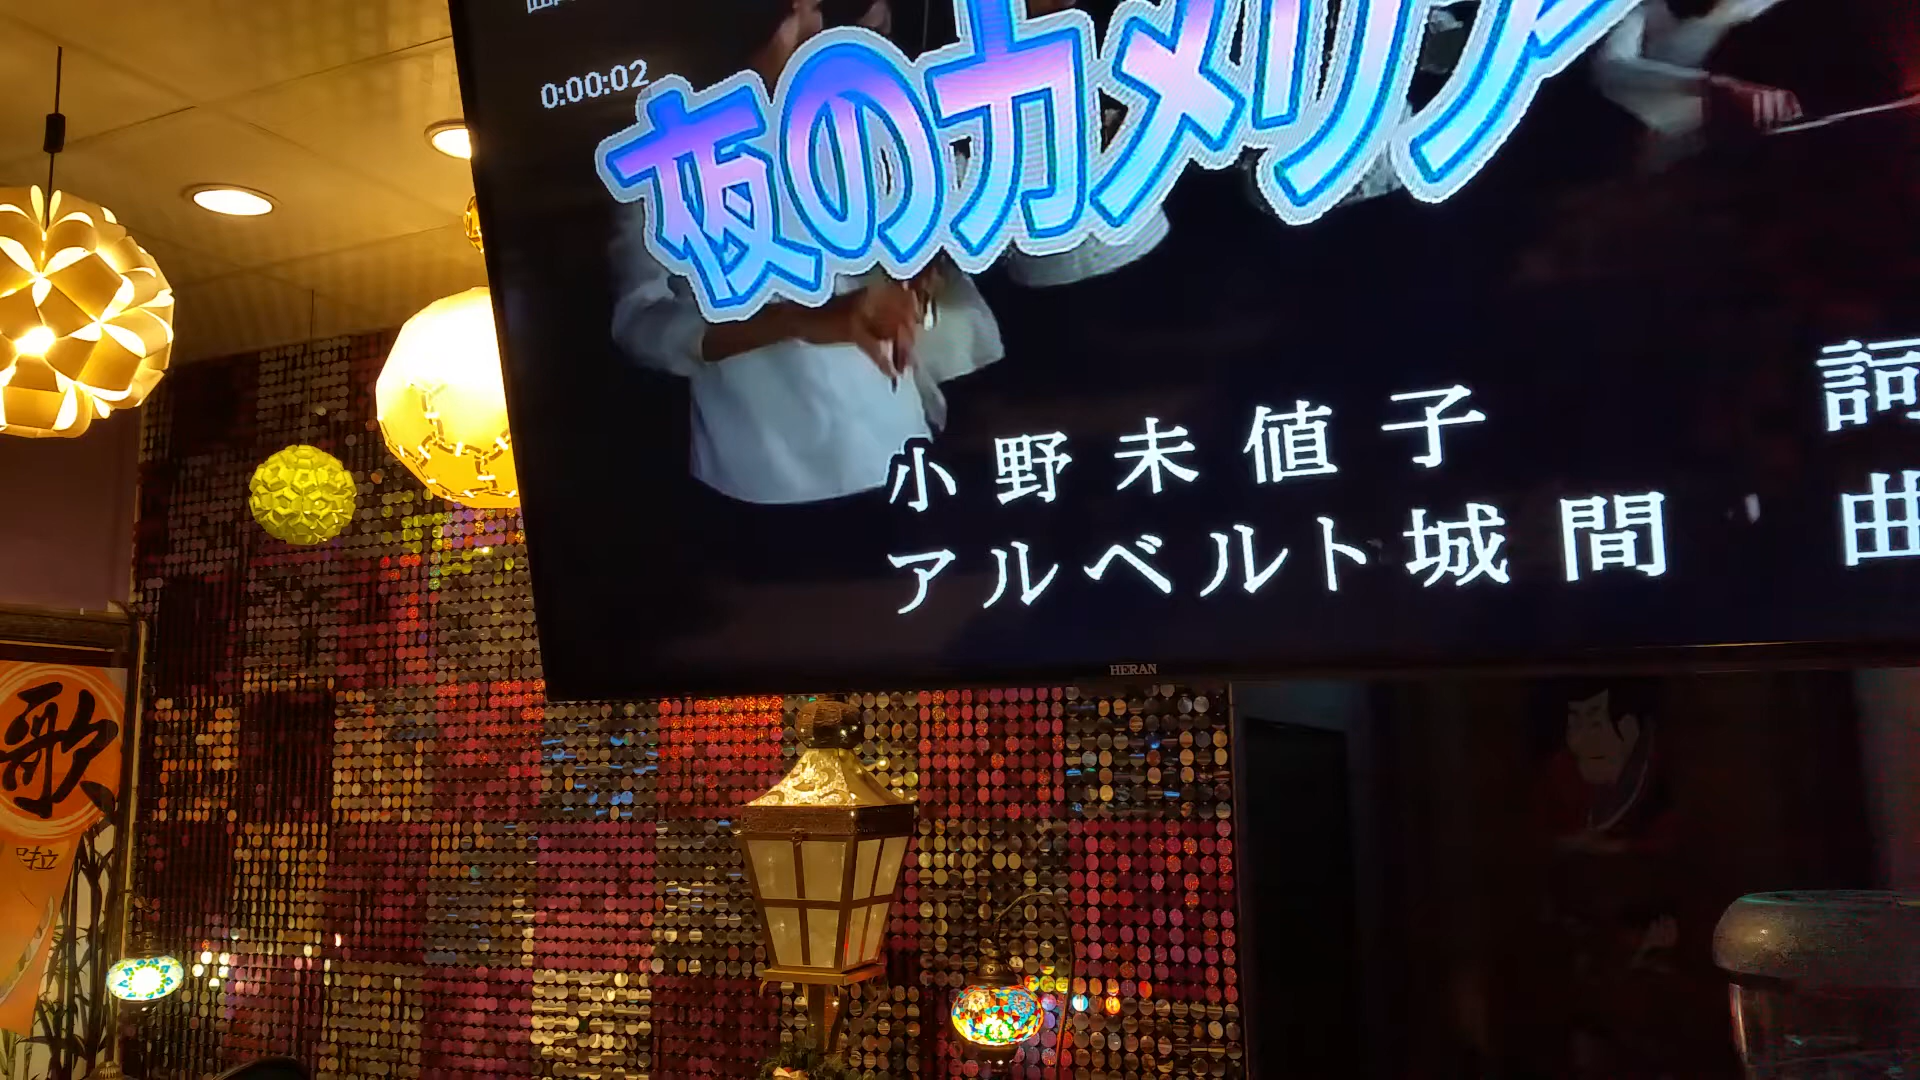 0:00:02
夜のカメリア
小野未値子 詞
アルベルト城間 曲
HERAN
歌
啦